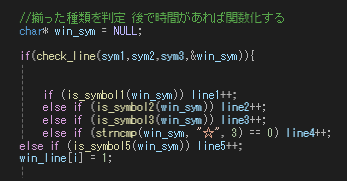 //揃った種類を判定 後で時間があれば関数化する
char* win_sym = NULL;
if(check_line(sym1,sym2,sym3,&win_sym)){
if (is_symbol1(win_sym)) line1++;
else if (is_symbol2(win_sym)) line2++;
else if (is_symbol3(win_sym)) line3++;
else if (strncmp(win_sym, "☆", 3) == 0) line4++;
else if (is_symbol5(win_sym)) line5++;
win_line[i] = 1;